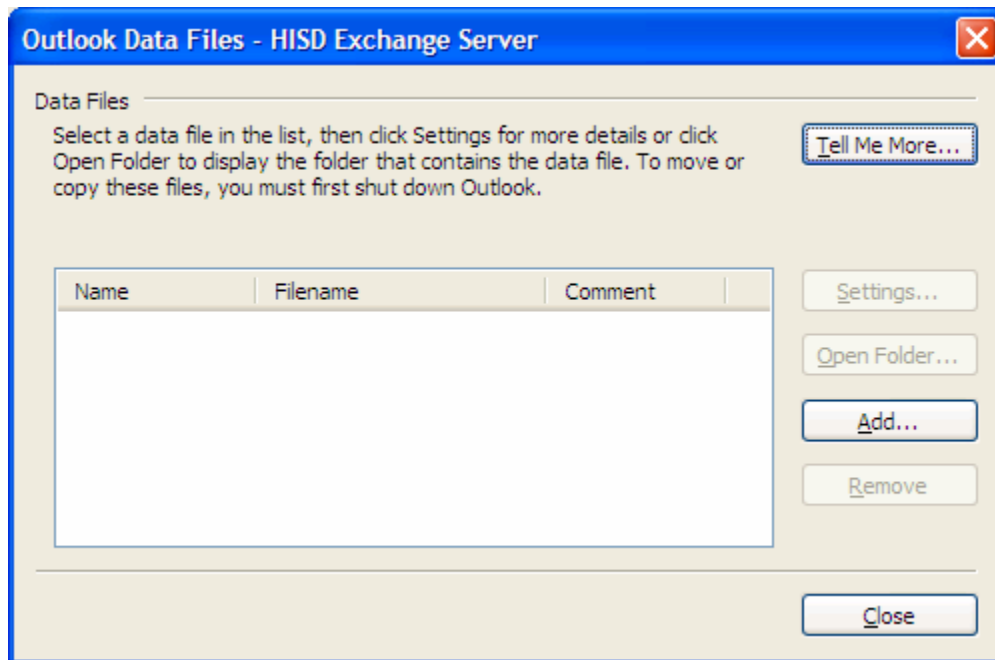 Outlook Data Files - HISD Exchange Server
Data Files
Select a data file in the list, then click Settings for more details or click
Open Folder to display the folder that contains the data file. To move or
copy these files, you must first shut down Outlook.
Tell Me More...
Name Filename Comment
Settings...
Open Folder...
Add...
Remove
Close